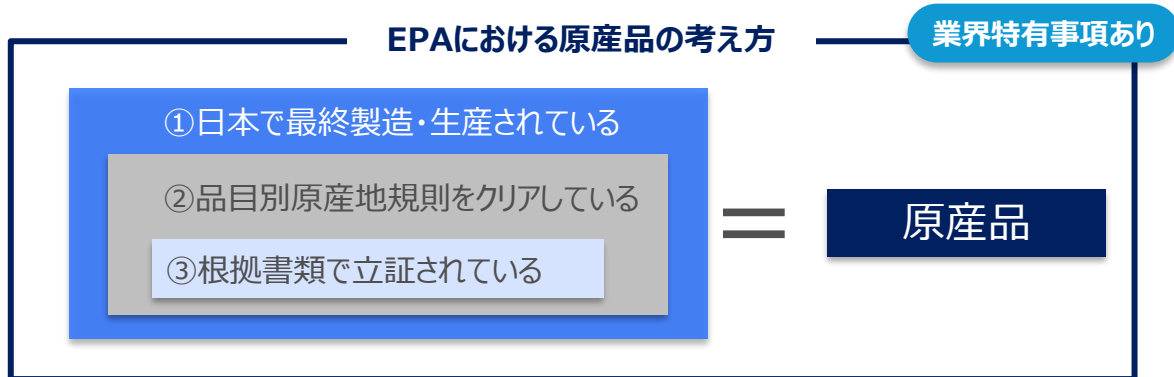 EPAにおける原産品の考え方
業界特有事項あり
①日本で最終製造・生産されている
②品目別原産地規則をクリアしている
③根拠書類で立証されている
＝
原産品